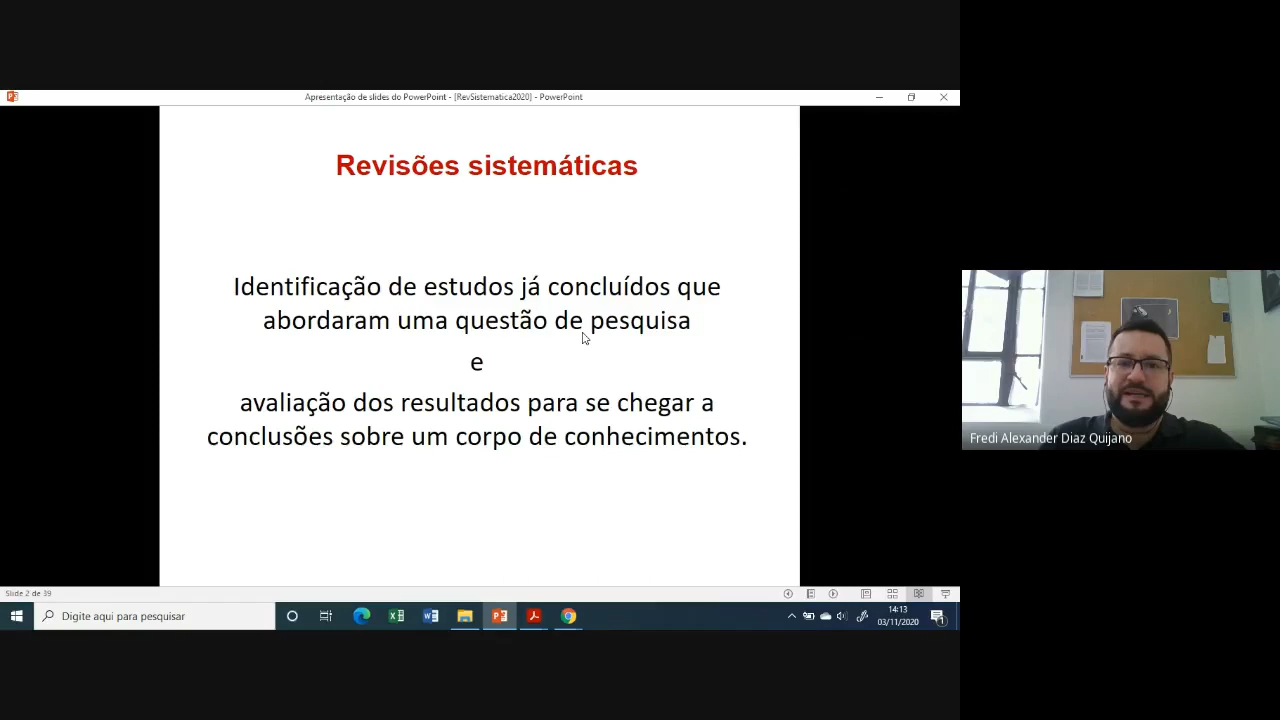 Apresentação de slides do PowerPoint - [RevSistematica2020] - PowerPoint
Revisões sistemáticas
Identificação de estudos já concluídos que
abordaram uma questão de pesquisa
e
avaliação dos resultados para se chegar a
conclusões sobre um corpo de conhecimentos.
Fredi Alexander Diaz Quijano
Slide 2 de 39
Digite aqui para pesquisar
14:13
03/11/2020